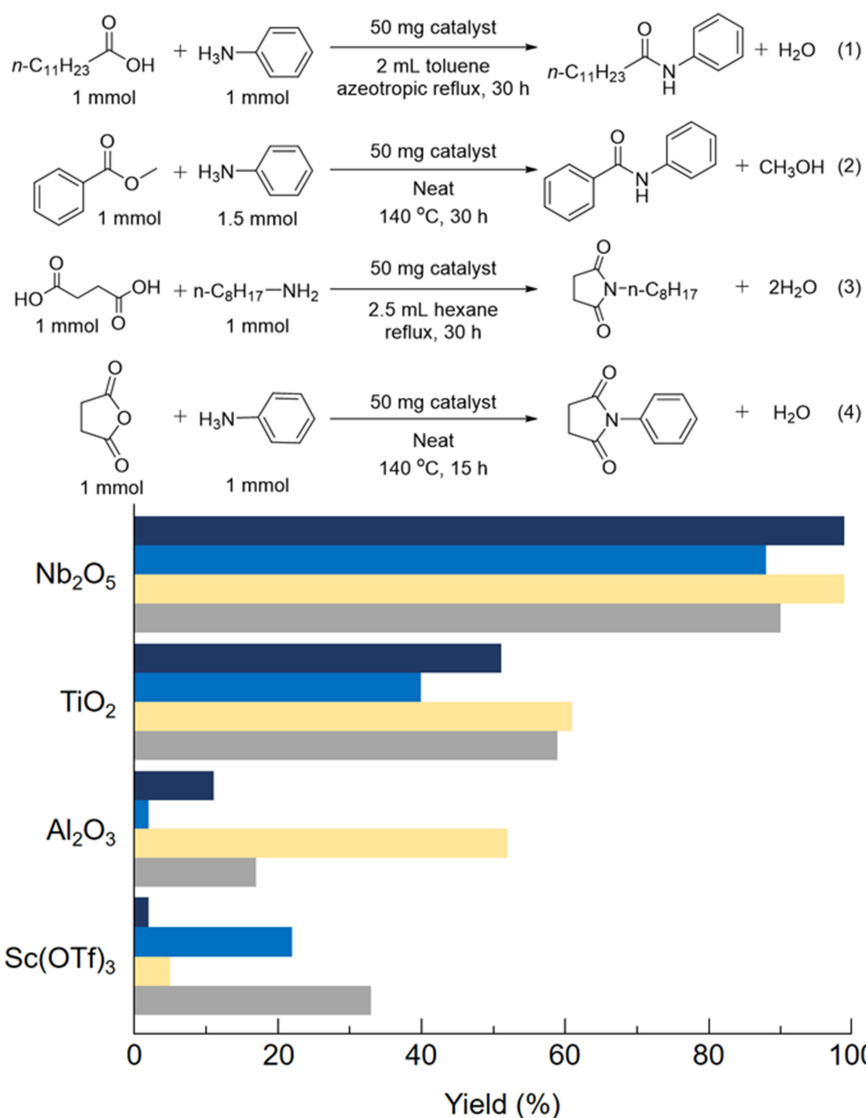 O
n-C₁₁H₂₃ OH + H₃N 50 mg catalyst O
2 mL toluene n-C₁₁H₂₃ N + H₂O (1)
1 mmol 1 mmol azeotropic reflux, 30 h H
O O + H₃N 50 mg catalyst O N H + CH₃OH (2)
1 mmol 1.5 mmol Neat
140 °C, 30 h
O HO OH O + n-C₈H₁₇—NH₂ 50 mg catalyst O N-n-C₈H₁₇ O + 2H₂O (3)
1 mmol 1 mmol 2.5 mL hexane
reflux, 30 h
O O O + H₃N 50 mg catalyst O N O + H₂O (4)
Neat
1 mmol 1 mmol 140 °C, 15 h
Nb₂O₅
TiO₂
Al₂O₃
Sc(OTf)₃
0 20 40 60 80 100
Yield (%)